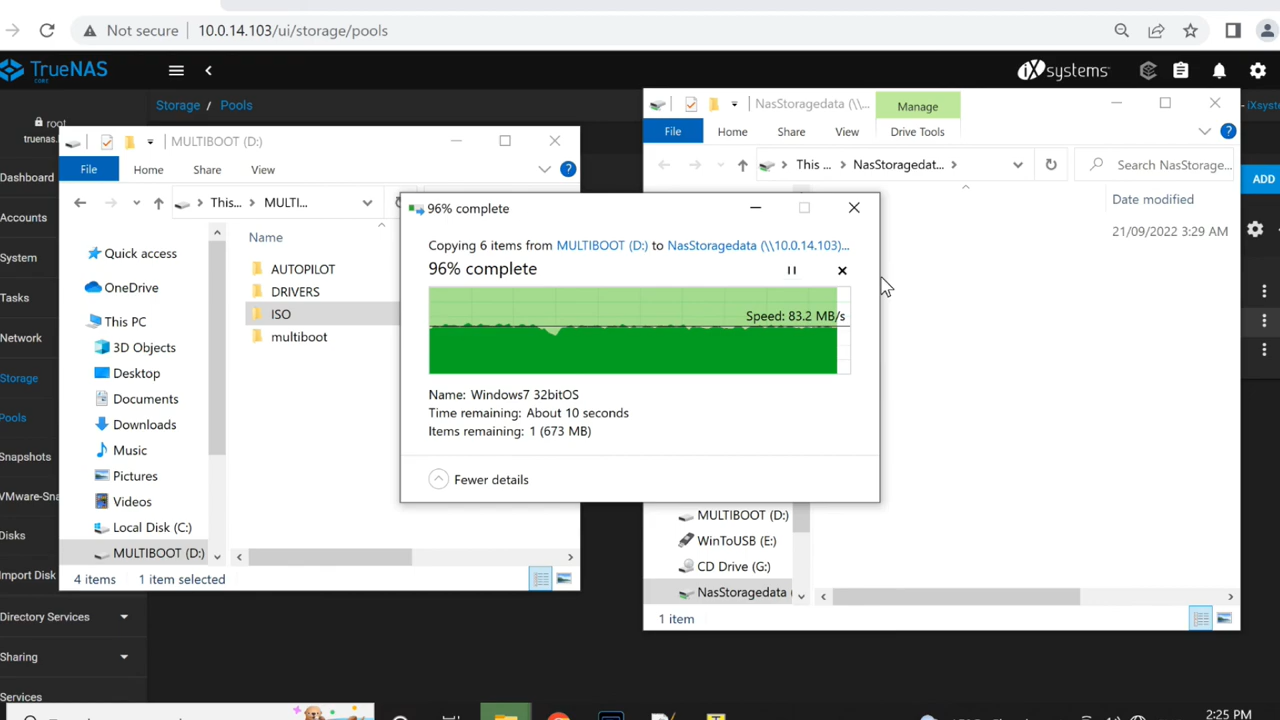 Not secure
10.0.14.103/ui/storage/pools
TrueNAS
CORE
iXsystems
Storage / Pools
root
truenas.l
Dashboard
Accounts
System
Tasks
Network
Storage
Pools
Snapshots
VMware-Sna
Disks
Import Disk
Directory Services
Sharing
Services
ADD
MULTIBOOT (D:)
File
Home
Share
View
This...
MULTI...
Quick access
OneDrive
This PC
3D Objects
Desktop
Documents
Downloads
Music
Pictures
Videos
Local Disk (C:)
MULTIBOOT (D:)
Name
AUTOPILOT
DRIVERS
ISO
multiboot
4 items
1 item selected
96% complete
Copying 6 items from MULTIBOOT (D:) to NasStoragedata (\\10.0.14.103)...
96% complete
Speed: 83.2 MB/s
Name: Windows7 32bitOS
Time remaining: About 10 seconds
Items remaining: 1 (673 MB)
Fewer details
NasStoragedata (\\...
Manage
File
Home
Share
View
Drive Tools
This ...
NasStoragedat...
Search NasStorage...
Date modified
21/09/2022 3:29 AM
MULTIBOOT (D:)
WinToUSB (E:)
CD Drive (G:)
NasStoragedata (
1 item
2:25 PM